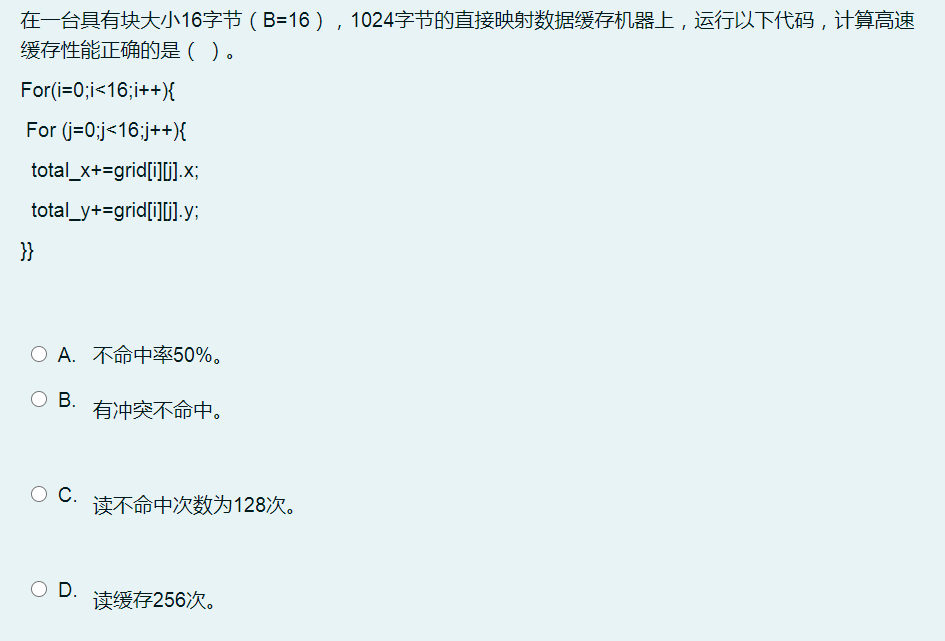 在一台具有块大小16字节（B=16），1024字节的直接映射数据缓存机器上，运行以下代码，计算高速
缓存性能正确的是（ ）。
For(i=0;i<16;i++){
For (j=0;j<16;j++){
total_x+=grid[i][j].x;
total_y+=grid[i][j].y;
}}
A. 不命中率50%。
B. 有冲突不命中。
C. 读不命中次数为128次。
D. 读缓存256次。